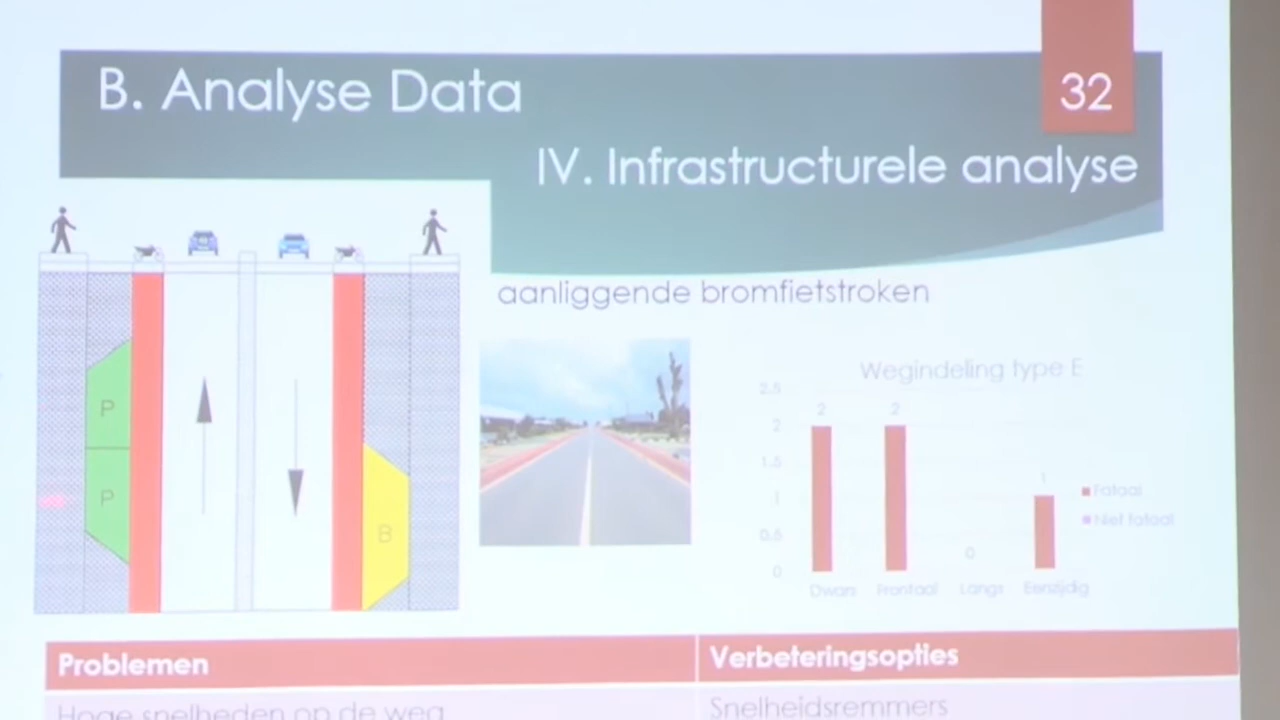 B. Analyse Data
32
IV. Infrastructurele analyse
aanliggende bromfietstroken
P
P
B
Wegindeling type E
2,5
2
1,5
1
0,5
0
2
2
0
1
Dwars
Frontaal
Langs
Eenzijdig
Fataal
Niet fataal
Problemen
Verbeteringsopties
Hoge snelheden op de weg
Snelheidsremmers